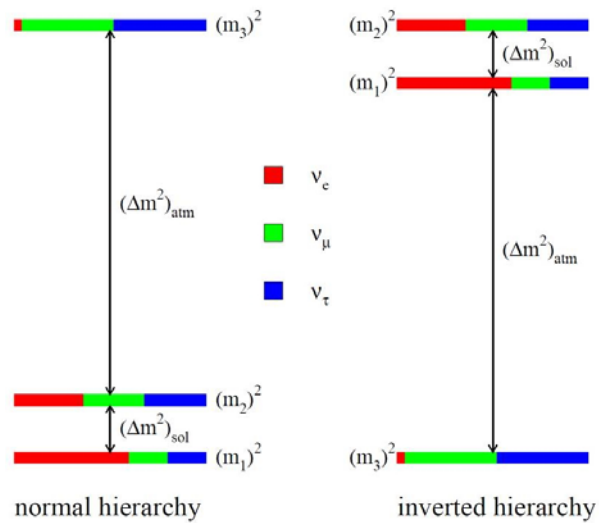 (m₃)²
(Δm²)atm
(m₂)²
(Δm²)sol
(m₁)²
normal hierarchy
νe
νμ
ντ
(m₂)²
(Δm²)sol
(m₁)²
(Δm²)atm
(m₃)²
inverted hierarchy